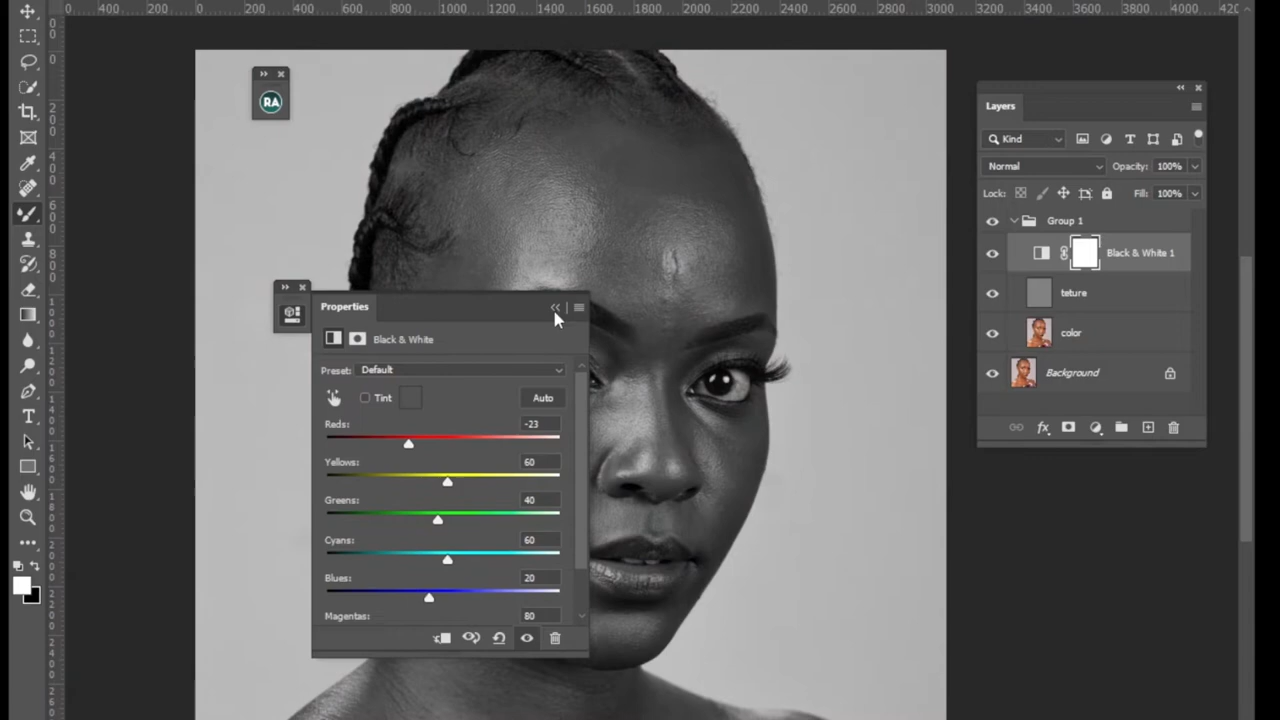 0 400 200 0 200 400 600 800 1000 1200 1400 1600 1800 2000 2200 2400 2600 2800 3000 3200 3400 3600 3800 4000 420
RA
Layers
Kind
Normal Opacity: 100%
Lock: Fill: 100%
Group 1
Black & White 1
teture
color
Background
Properties
Black & White
Preset: Default
Tint Auto
Reds: -23
Yellows: 60
Greens: 40
Cyans: 60
Blues: 20
Magentas: 80